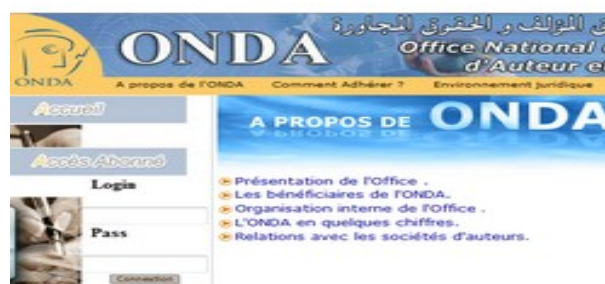 ق المؤلف و الحقوق المجاورة
ONDA
Office National
d'Auteur et
ONDA
A propos de l'ONDA Comment Adhérer ? Environnement juridique
Accueil
A PROPOS DE ONDA
Accès Abonné
Login
Pass
Connection
Présentation de l'Office .
Les bénéficiaires de l'ONDA.
Organisation interne de l'Office .
L'ONDA en quelques chiffres.
Relations avec les sociétés d'auteurs.